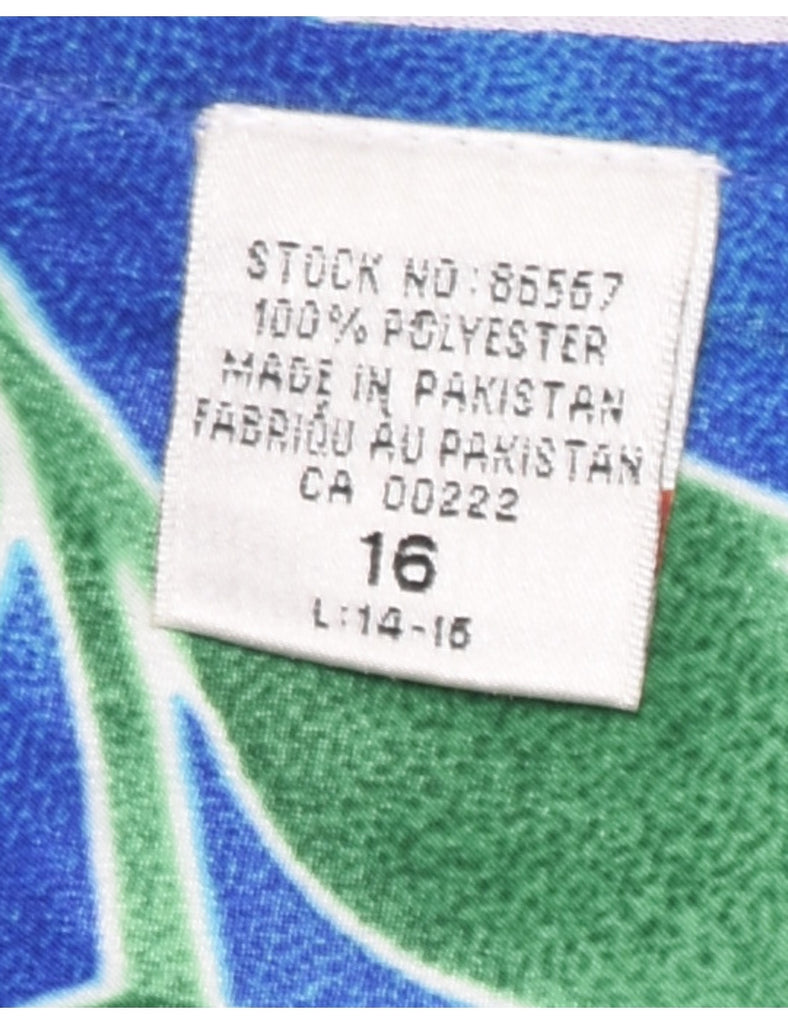 STOCK NO:86567
100% POLYESTER
MADE IN PAKISTAN
FABRIQU AU PAKISTAN
CA 00222
16
L:14-16